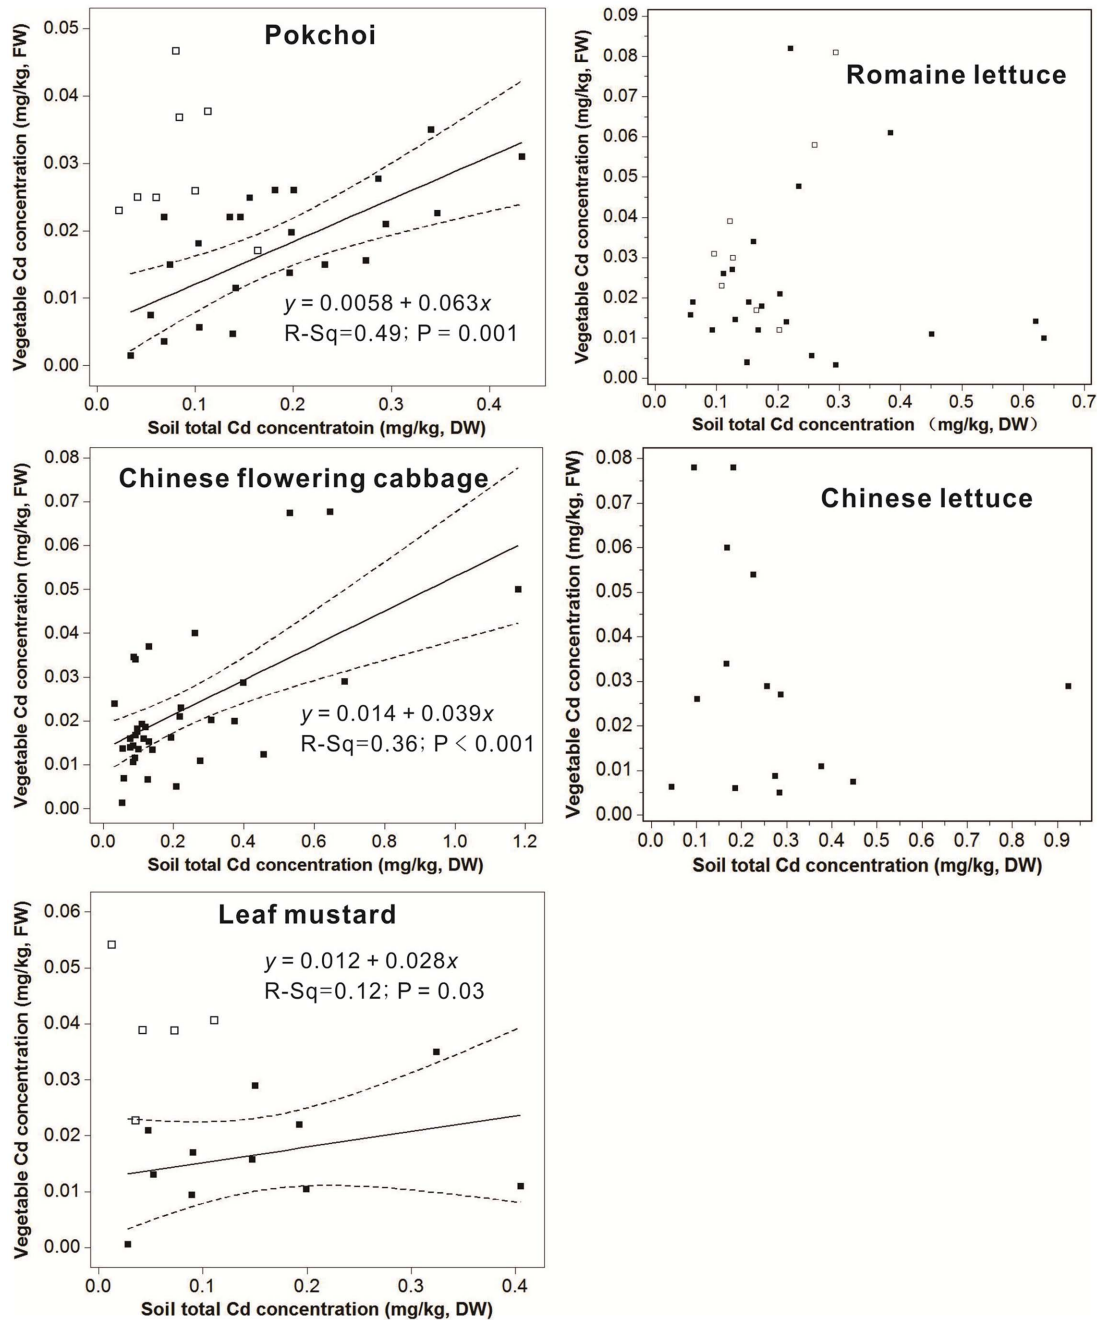 Pokchoi
Vegetable Cd concentration (mg/kg, FW)
0.05
0.04
0.03
0.02
0.01
0.00
y = 0.0058 + 0.063x
R-Sq=0.49; P = 0.001
0.0 0.1 0.2 0.3 0.4
Soil total Cd concentratoin (mg/kg, DW)
Romaine lettuce
Vegetable Cd concentration (mg/kg, FW)
0.09
0.08
0.07
0.06
0.05
0.04
0.03
0.02
0.01
0.00
0.0 0.1 0.2 0.3 0.4 0.5 0.6 0.7
Soil total Cd concentration （mg/kg, DW）
Chinese flowering cabbage
Vegetable Cd concentration (mg/kg, FW)
0.08
0.07
0.06
0.05
0.04
0.03
0.02
0.01
0.00
y = 0.014 + 0.039x
R-Sq=0.36; P < 0.001
0.0 0.2 0.4 0.6 0.8 1.0 1.2
Soil total Cd concentration (mg/kg, DW)
Chinese lettuce
Vegetable Cd concentration (mg/kg, FW)
0.08
0.07
0.06
0.05
0.04
0.03
0.02
0.01
0.00
0.0 0.1 0.2 0.3 0.4 0.5 0.6 0.7 0.8 0.9
Soil total Cd concentration (mg/kg, DW)
Leaf mustard
Vegetable Cd concentration (mg/kg, FW)
0.06
0.05
0.04
0.03
0.02
0.01
0.00
y = 0.012 + 0.028x
R-Sq=0.12; P = 0.03
0.0 0.1 0.2 0.3 0.4
Soil total Cd concentration (mg/kg, DW)